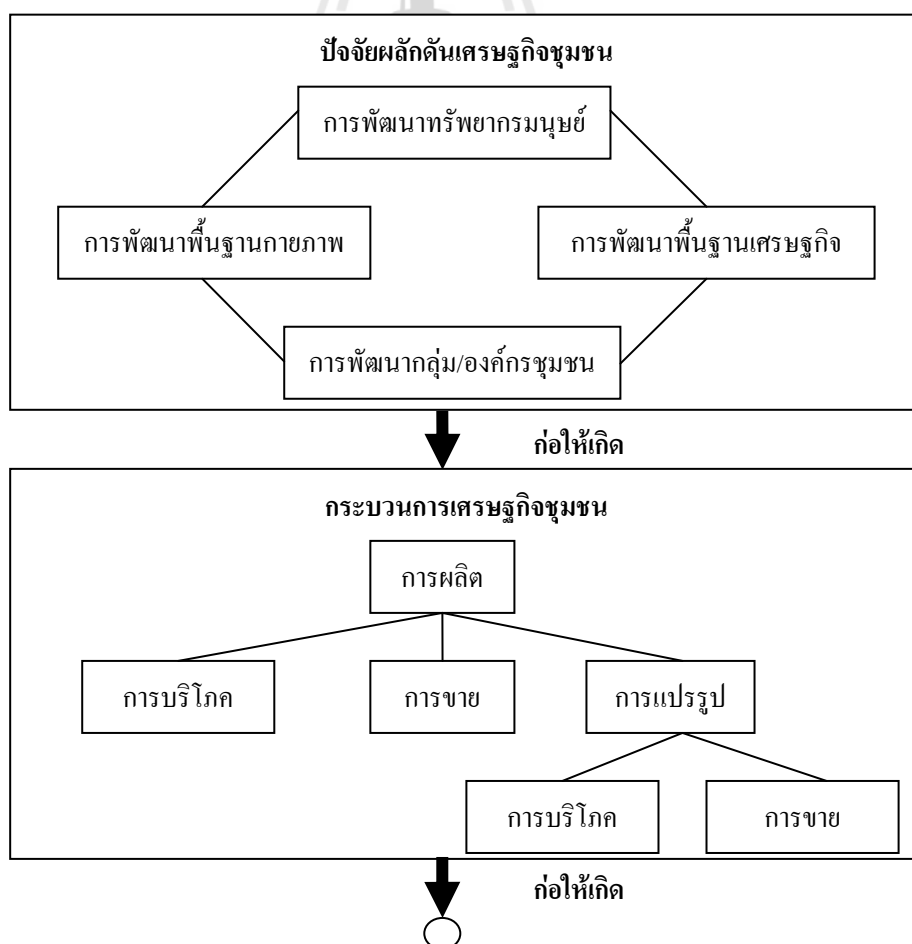 ปัจจัยผลักดันเศรษฐกิจชุมชน
การพัฒนาทรัพยากรมนุษย์
การพัฒนาพื้นฐานกายภาพ
การพัฒนาพื้นฐานเศรษฐกิจ
การพัฒนากลุ่ม/องค์กรชุมชน
ก่อให้เกิด
กระบวนการเศรษฐกิจชุมชน
การผลิต
การบริโภค
การขาย
การแปรรูป
การบริโภค
การขาย
ก่อให้เกิด